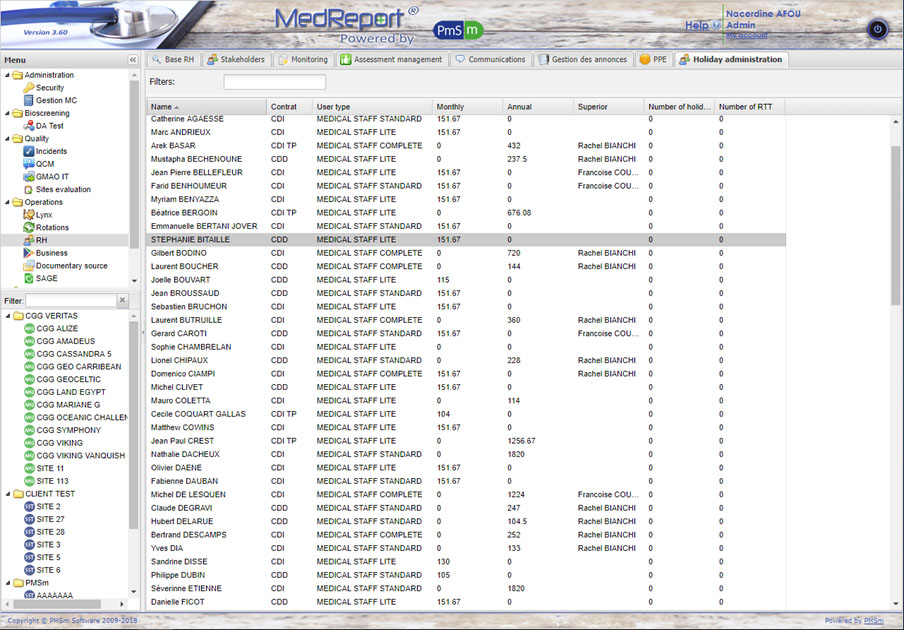 MedReport ®
Powered by PMSm
Version 3.60
Help
Nacerdine AFOU
Admin
My account
Menu
Administration
Security
Gestion MC
Bioscreening
DA Test
Quality
Incidents
QCM
GMAO IT
Sites evaluation
Operations
Lynx
Rotations
RH
Business
Documentary source
SAGE
Filter:
CGG VERITAS
CGG ALIZE
CGG AMADEUS
CGG CASSANDRA 5
CGG GEO CARRIBEAN
CGG GEOCELTIC
CGG LAND EGYPT
CGG MARIANE G
CGG OCEANIC CHALLEN
CGG SYMPHONY
CGG VIKING
CGG VIKING VANQUISH
SITE 11
SITE 113
CLIENT TEST
SITE 2
SITE 27
SITE 28
SITE 3
SITE 5
SITE 6
PMSm
AAAAAAA
Base RH Stakeholders Monitoring Assessment management Communications Gestion des annonces PPE Holiday administration
Filters:
Name Contrat User type Monthly Annual Superior Number of holid... Number of RTT
Catherine AGAESSE CDI MEDICAL STAFF STANDARD 151.67 0 0 0
Marc ANDRIEUX CDI MEDICAL STAFF LITE 151.67 0 0 0
Arek BASAR CDI TP MEDICAL STAFF COMPLETE 0 432 Rachel BIANCHI 0 0
Mustapha BECHENOUNE CDD MEDICAL STAFF LITE 0 237.5 Rachel BIANCHI 0 0
Jean Pierre BELLEFLEUR CDI MEDICAL STAFF LITE 151.67 0 Francoise COU... 0 0
Farid BENHOUMEUR CDI MEDICAL STAFF STANDARD 151.67 0 Francoise COU... 0 0
Myriam BENYAZZA CDI MEDICAL STAFF LITE 151.67 0 0 0
Béatrice BERGOIN CDI TP MEDICAL STAFF LITE 0 676.08 0 0
Emmanuelle BERTANI JOVER CDI MEDICAL STAFF STANDARD 151.67 0 0 0
STEPHANIE BITAILLE CDD MEDICAL STAFF LITE 151.67 0 0 0
Gilbert BODINO CDI MEDICAL STAFF COMPLETE 0 720 Rachel BIANCHI 0 0
Laurent BOUCHER CDI MEDICAL STAFF COMPLETE 0 144 Rachel BIANCHI 0 0
Joelle BOUVART CDD MEDICAL STAFF LITE 115 0 0 0
Jean BROUSSAUD CDD MEDICAL STAFF STANDARD 151.67 0 0 0
Sebastien BRUCHON CDI MEDICAL STAFF LITE 151.67 0 0 0
Laurent BUTRUILLE CDI MEDICAL STAFF COMPLETE 0 360 Rachel BIANCHI 0 0
Gerard CAROTI CDD MEDICAL STAFF STANDARD 151.67 0 Francoise COU... 0 0
Sophie CHAMBRELAN CDI MEDICAL STAFF LITE 0 0 0 0
Lionel CHIPAUX CDD MEDICAL STAFF STANDARD 0 228 Rachel BIANCHI 0 0
Domenico CIAMPI CDI MEDICAL STAFF COMPLETE 151.67 0 Rachel BIANCHI 0 0
Michel CLIVET CDD MEDICAL STAFF LITE 151.67 0 0 0
Mauro COLETTA CDI MEDICAL STAFF LITE 0 114 0 0
Cecile COQUART GALLAS CDI TP MEDICAL STAFF LITE 104 0 0 0
Matthew COWINS CDI MEDICAL STAFF LITE 151.67 0 0 0
Jean Paul CREST CDI TP MEDICAL STAFF LITE 0 1256.67 0 0
Nathalie DACHEUX CDI MEDICAL STAFF STANDARD 0 1820 0 0
Olivier DAENE CDI MEDICAL STAFF LITE 151.67 0 0 0
Fabienne DAUBAN CDI MEDICAL STAFF STANDARD 151.67 0 0 0
Michel DE LESQUEN CDI MEDICAL STAFF COMPLETE 0 1224 Francoise COU... 0 0
Claude DEGRAVI CDD MEDICAL STAFF STANDARD 0 247 Rachel BIANCHI 0 0
Hubert DELARUE CDD MEDICAL STAFF STANDARD 0 104.5 Rachel BIANCHI 0 0
Bertrand DESCAMPS CDI MEDICAL STAFF COMPLETE 0 252 Rachel BIANCHI 0 0
Yves DIA CDI MEDICAL STAFF STANDARD 0 133 Rachel BIANCHI 0 0
Sandrine DISSE CDI MEDICAL STAFF LITE 130 0 0 0
Philippe DUBIN CDD MEDICAL STAFF STANDARD 105 0 0 0
Séverinne ETIENNE CDI MEDICAL STAFF STANDARD 0 1820 0 0
Danielle FICOT CDD MEDICAL STAFF LITE 151.67 0 0 0
Copyright © PMSm Software 2009-2018
Powered by PMSm